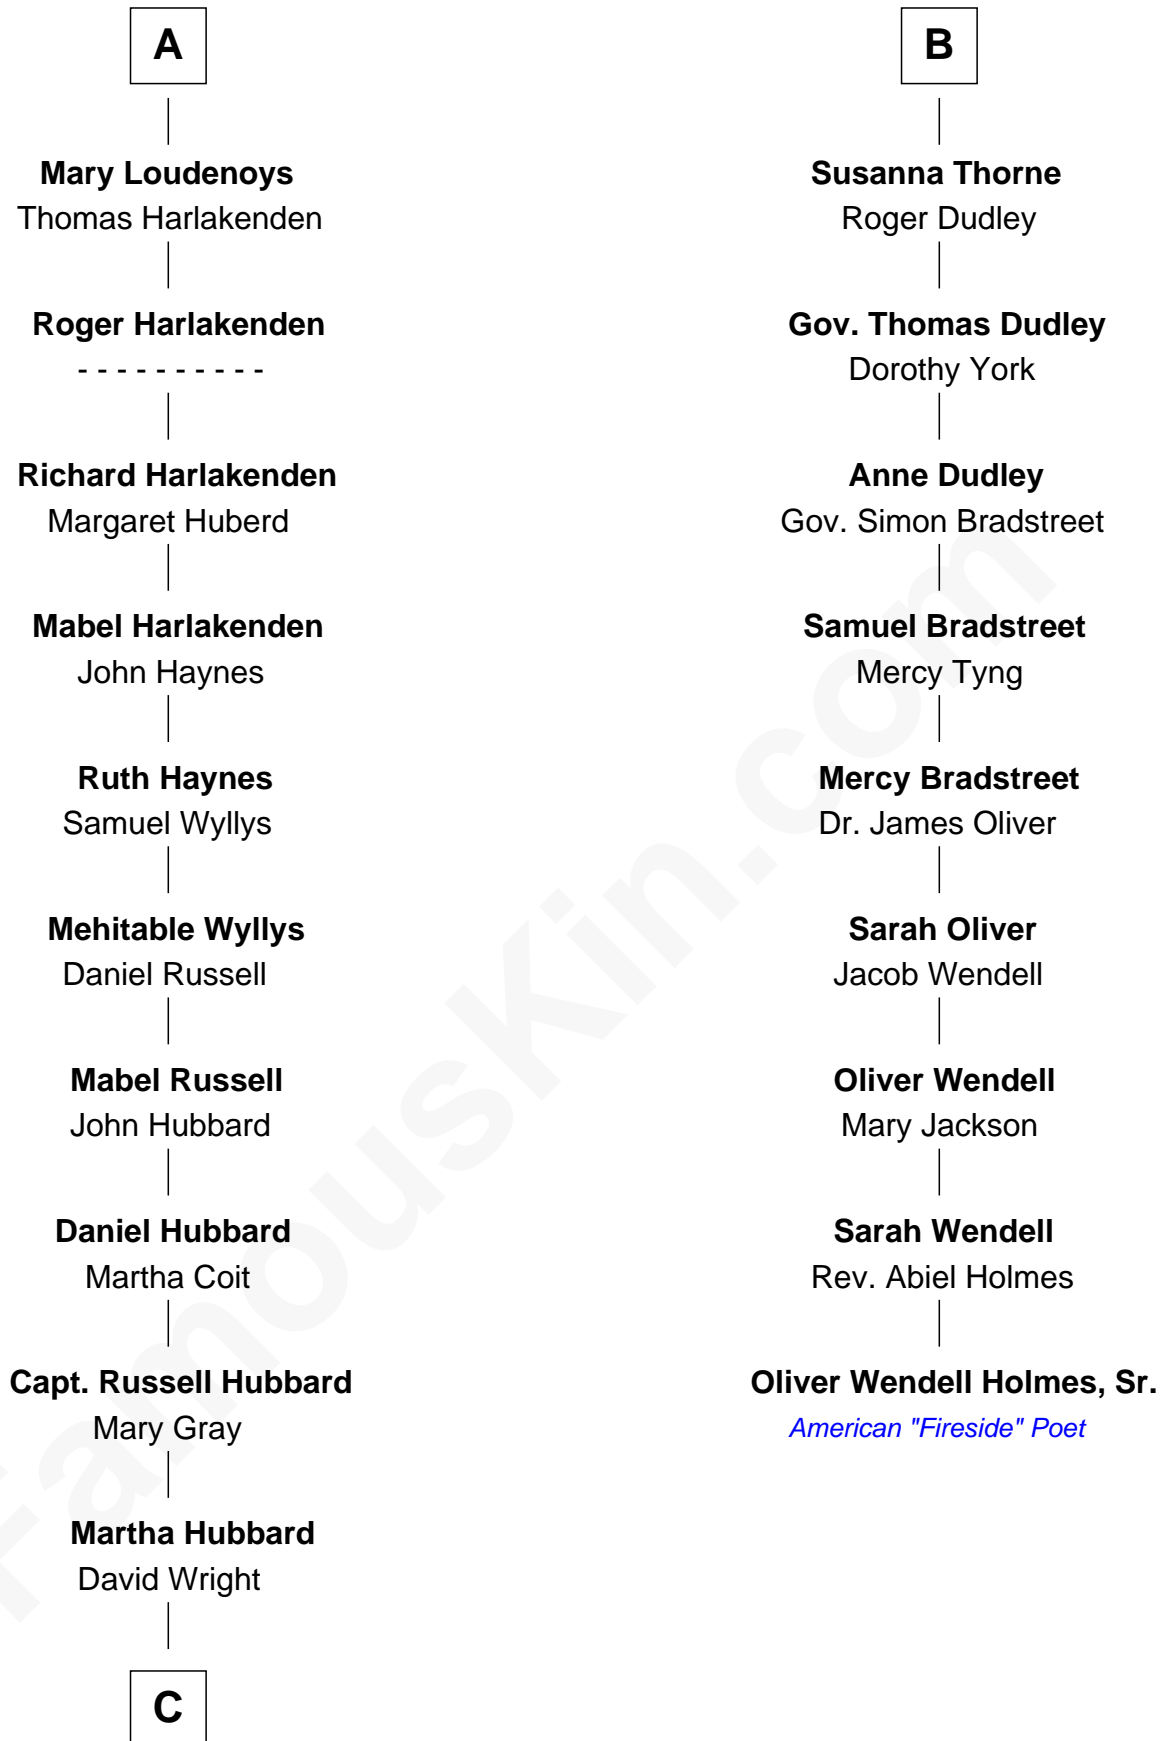 A
Mary Loudenoys
Thomas Harlakenden
Roger Harlakenden
- - - - - - - - - -
Richard Harlakenden
Margaret Huberd
Mabel Harlakenden
John Haynes
Ruth Haynes
Samuel Wyllys
Mehitable Wyllys
Daniel Russell
Mabel Russell
John Hubbard
Daniel Hubbard
Martha Coit
Capt. Russell Hubbard
Mary Gray
Martha Hubbard
David Wright
C
B
Susanna Thorne
Roger Dudley
Gov. Thomas Dudley
Dorothy York
Anne Dudley
Gov. Simon Bradstreet
Samuel Bradstreet
Mercy Tyng
Mercy Bradstreet
Dr. James Oliver
Sarah Oliver
Jacob Wendell
Oliver Wendell
Mary Jackson
Sarah Wendell
Rev. Abiel Holmes
Oliver Wendell Holmes, Sr.
American "Fireside" Poet
FamousKin.com